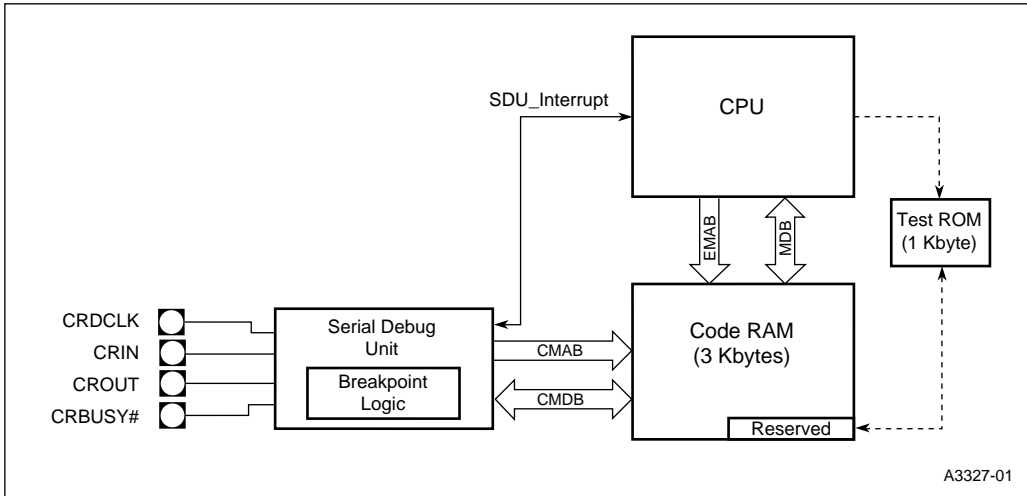 SDU_Interrupt
CPU
Test ROM
(1 Kbyte)
EMAB
MDB
CRDCLK
CRIN
CROUT
CRBUSY#
Serial Debug
Unit
Breakpoint
Logic
CMAB
CMDB
Code RAM
(3 Kbytes)
Reserved
A3327-01